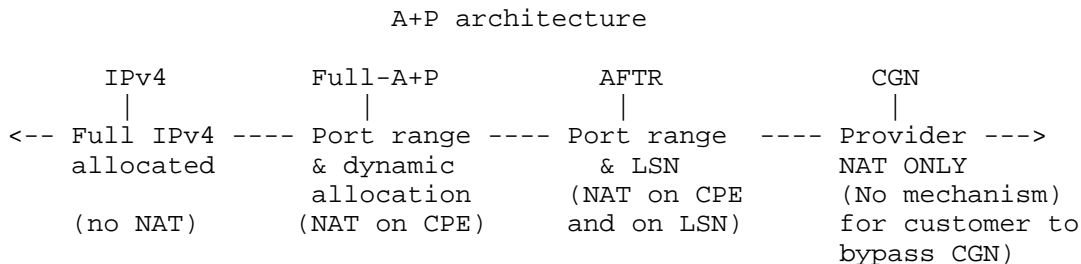 A+P architecture
IPv4 Full-A+P AFTR CGN
| | | |
<-- Full IPv4 ---- Port range ---- Port range ---- Provider --->
allocated & dynamic & LSN NAT ONLY
allocation (NAT on CPE (No mechanism)
(no NAT) (NAT on CPE) and on LSN) for customer to
bypass CGN)